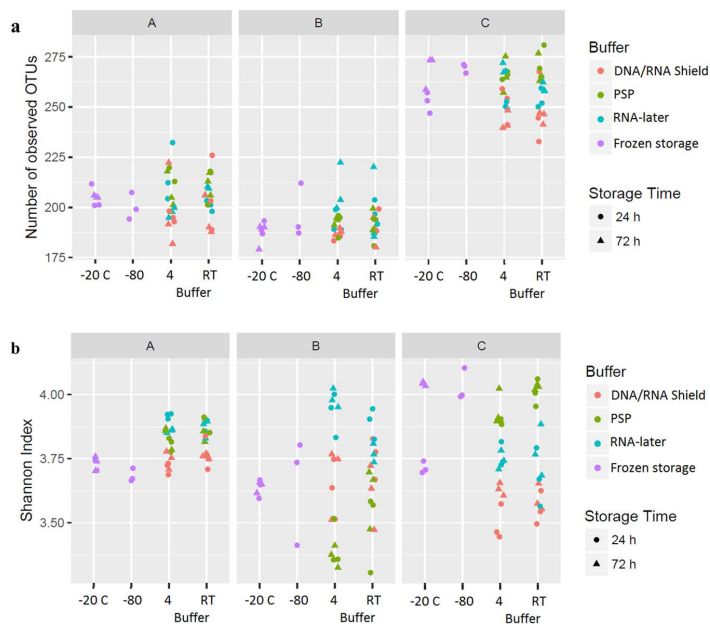 a
A B C
Number of observed OTUs
275
250
225
200
175
-20 C -80 4 RT
Buffer
-20 C -80 4 RT
Buffer
-20 C -80 4 RT
Buffer
Buffer
DNA/RNA Shield
PSP
RNA-later
Frozen storage
Storage Time
24 h
72 h
b
A B C
Shannon Index
4.00
3.75
3.50
-20 C -80 4 RT
Buffer
-20 C -80 4 RT
Buffer
-20 C -80 4 RT
Buffer
Buffer
DNA/RNA Shield
PSP
RNA-later
Frozen storage
Storage Time
24 h
72 h